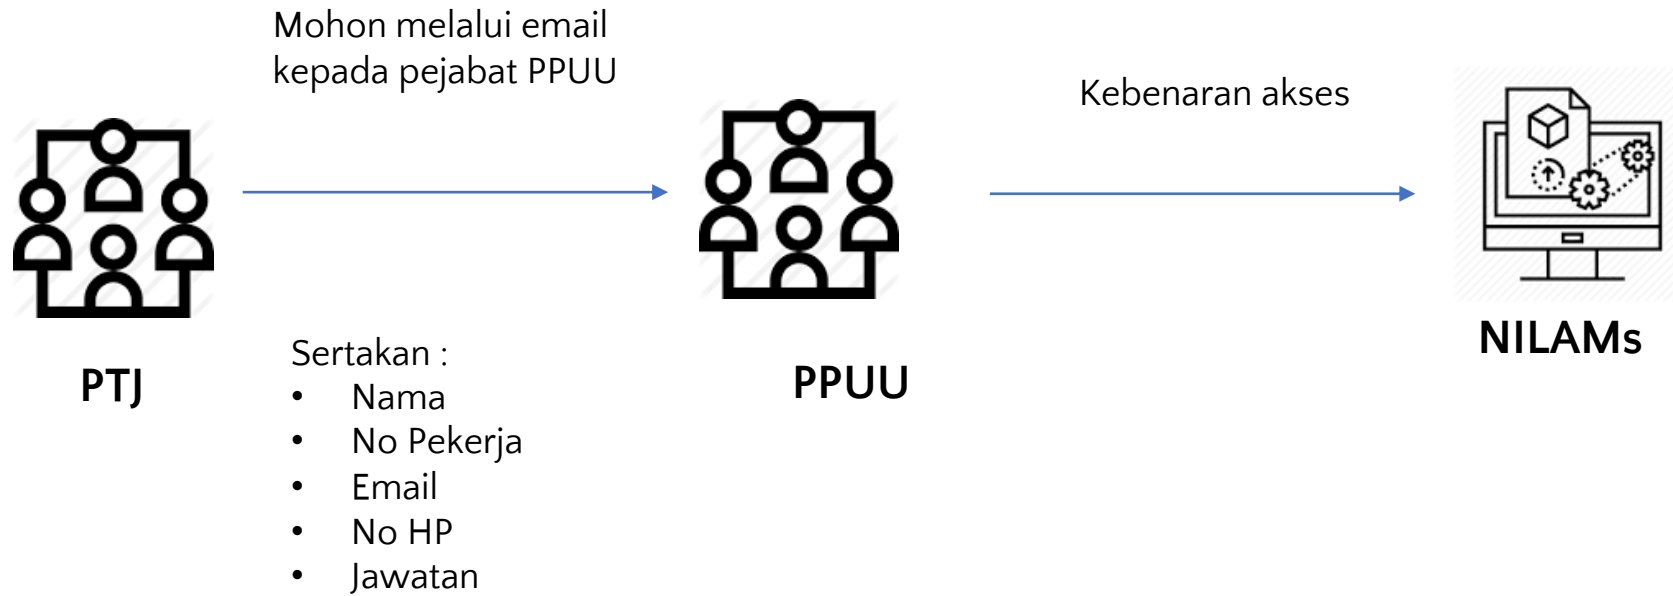 Mohon melalui email
kepada pejabat PPUU
Kebenaran akses
PTJ
Sertakan :
• Nama
• No Pekerja
• Email
• No HP
• Jawatan
PPUU
NILAMs